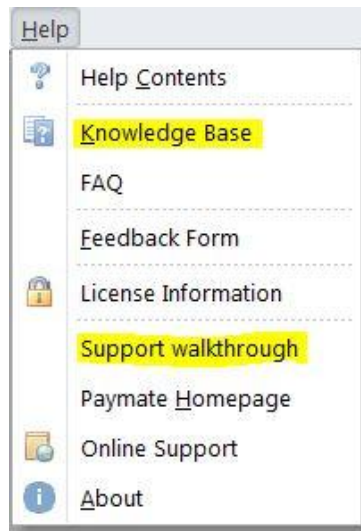 Help
Help Contents
Knowledge Base
FAQ
Feedback Form
License Information
Support walkthrough
Paymate Homepage
Online Support
About